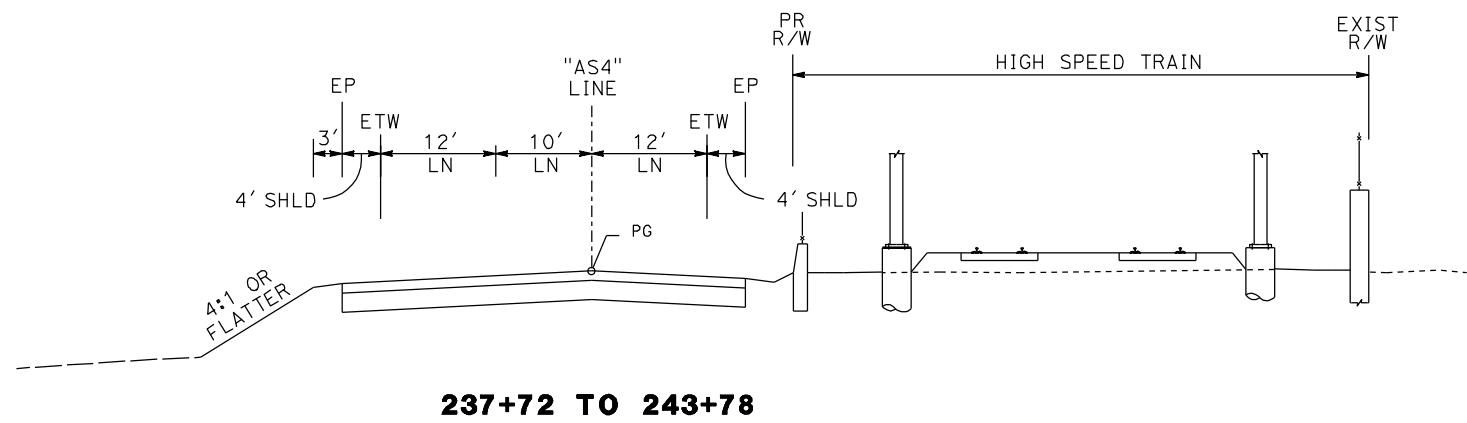 PR
R/W
EXIST
R/W
HIGH SPEED TRAIN
"AS4"
LINE
EP
EP
ETW
ETW
3'
12'
LN
10'
LN
12'
LN
4' SHLD
4' SHLD
PG
4:1 OR
FLATTER
237+72 TO 243+78